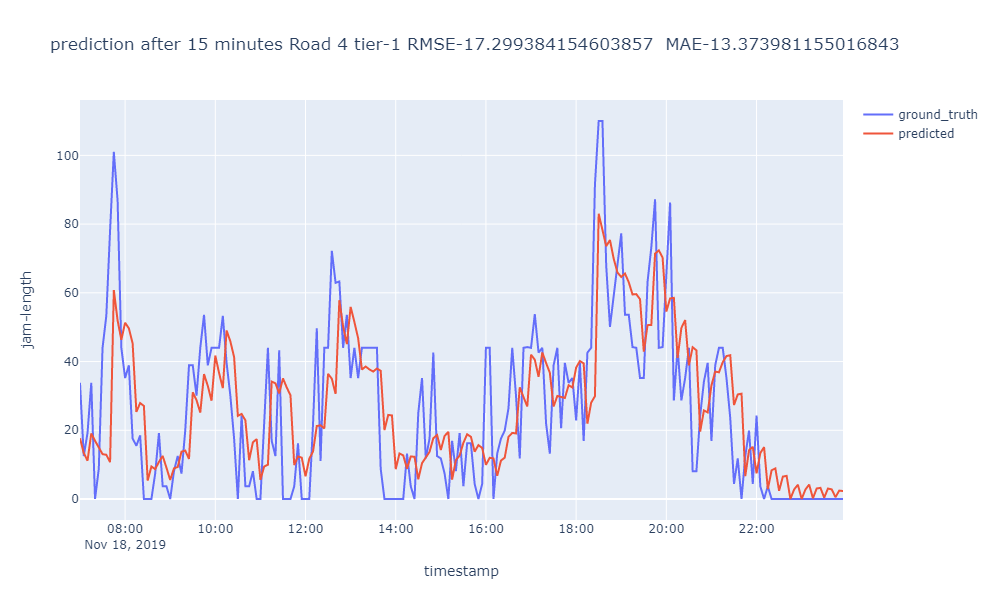 prediction after 15 minutes Road 4 tier-1 RMSE-17.299384154603857  MAE-13.373981155016843
ground_truth
predicted
100
80
60
40
20
0
jam-length
08:00 10:00 12:00 14:00 16:00 18:00 20:00 22:00
Nov 18, 2019
timestamp